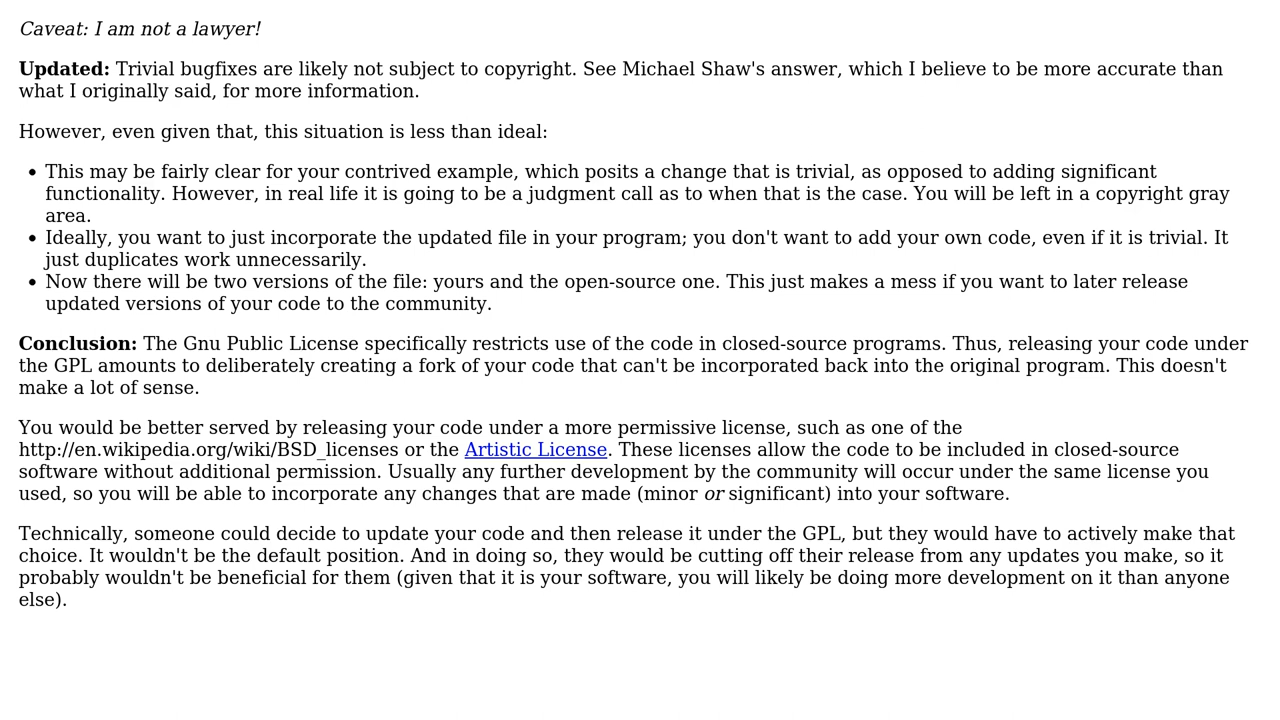 Caveat: I am not a lawyer!
Updated: Trivial bugfixes are likely not subject to copyright. See Michael Shaw's answer, which I believe to be more accurate than
what I originally said, for more information.
However, even given that, this situation is less than ideal:
• This may be fairly clear for your contrived example, which posits a change that is trivial, as opposed to adding significant
functionality. However, in real life it is going to be a judgment call as to when that is the case. You will be left in a copyright gray
area.
• Ideally, you want to just incorporate the updated file in your program; you don't want to add your own code, even if it is trivial. It
just duplicates work unnecessarily.
• Now there will be two versions of the file: yours and the open-source one. This just makes a mess if you want to later release
updated versions of your code to the community.
Conclusion: The Gnu Public License specifically restricts use of the code in closed-source programs. Thus, releasing your code under
the GPL amounts to deliberately creating a fork of your code that can't be incorporated back into the original program. This doesn't
make a lot of sense.
You would be better served by releasing your code under a more permissive license, such as one of the
http://en.wikipedia.org/wiki/BSD_licenses or the Artistic License. These licenses allow the code to be included in closed-source
software without additional permission. Usually any further development by the community will occur under the same license you
used, so you will be able to incorporate any changes that are made (minor or significant) into your software.
Technically, someone could decide to update your code and then release it under the GPL, but they would have to actively make that
choice. It wouldn't be the default position. And in doing so, they would be cutting off their release from any updates you make, so it
probably wouldn't be beneficial for them (given that it is your software, you will likely be doing more development on it than anyone
else).